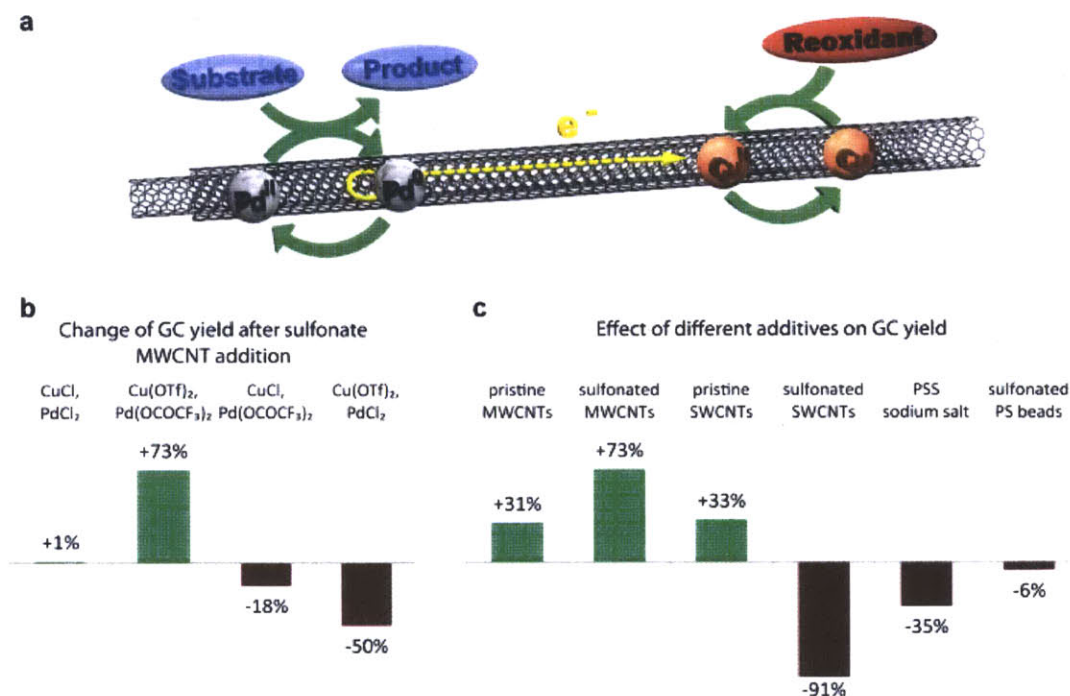 a
Substrate
Product
Reoxidant
e⁻
Pdᴵᴵ
b
Change of GC yield after sulfonate
MWCNT addition
CuCl, Cu(OTf)₂, CuCl, Cu(OTf)₂,
PdCl₂ Pd(OCOCF₃)₂ Pd(OCOCF₃)₂ PdCl₂
+73%
+1%
-18%
-50%
c
Effect of different additives on GC yield
pristine sulfonated pristine sulfonated PSS sulfonated
MWCNTs MWCNTs SWCNTs SWCNTs sodium salt PS beads
+73%
+31% +33%
-6%
-35%
-91%